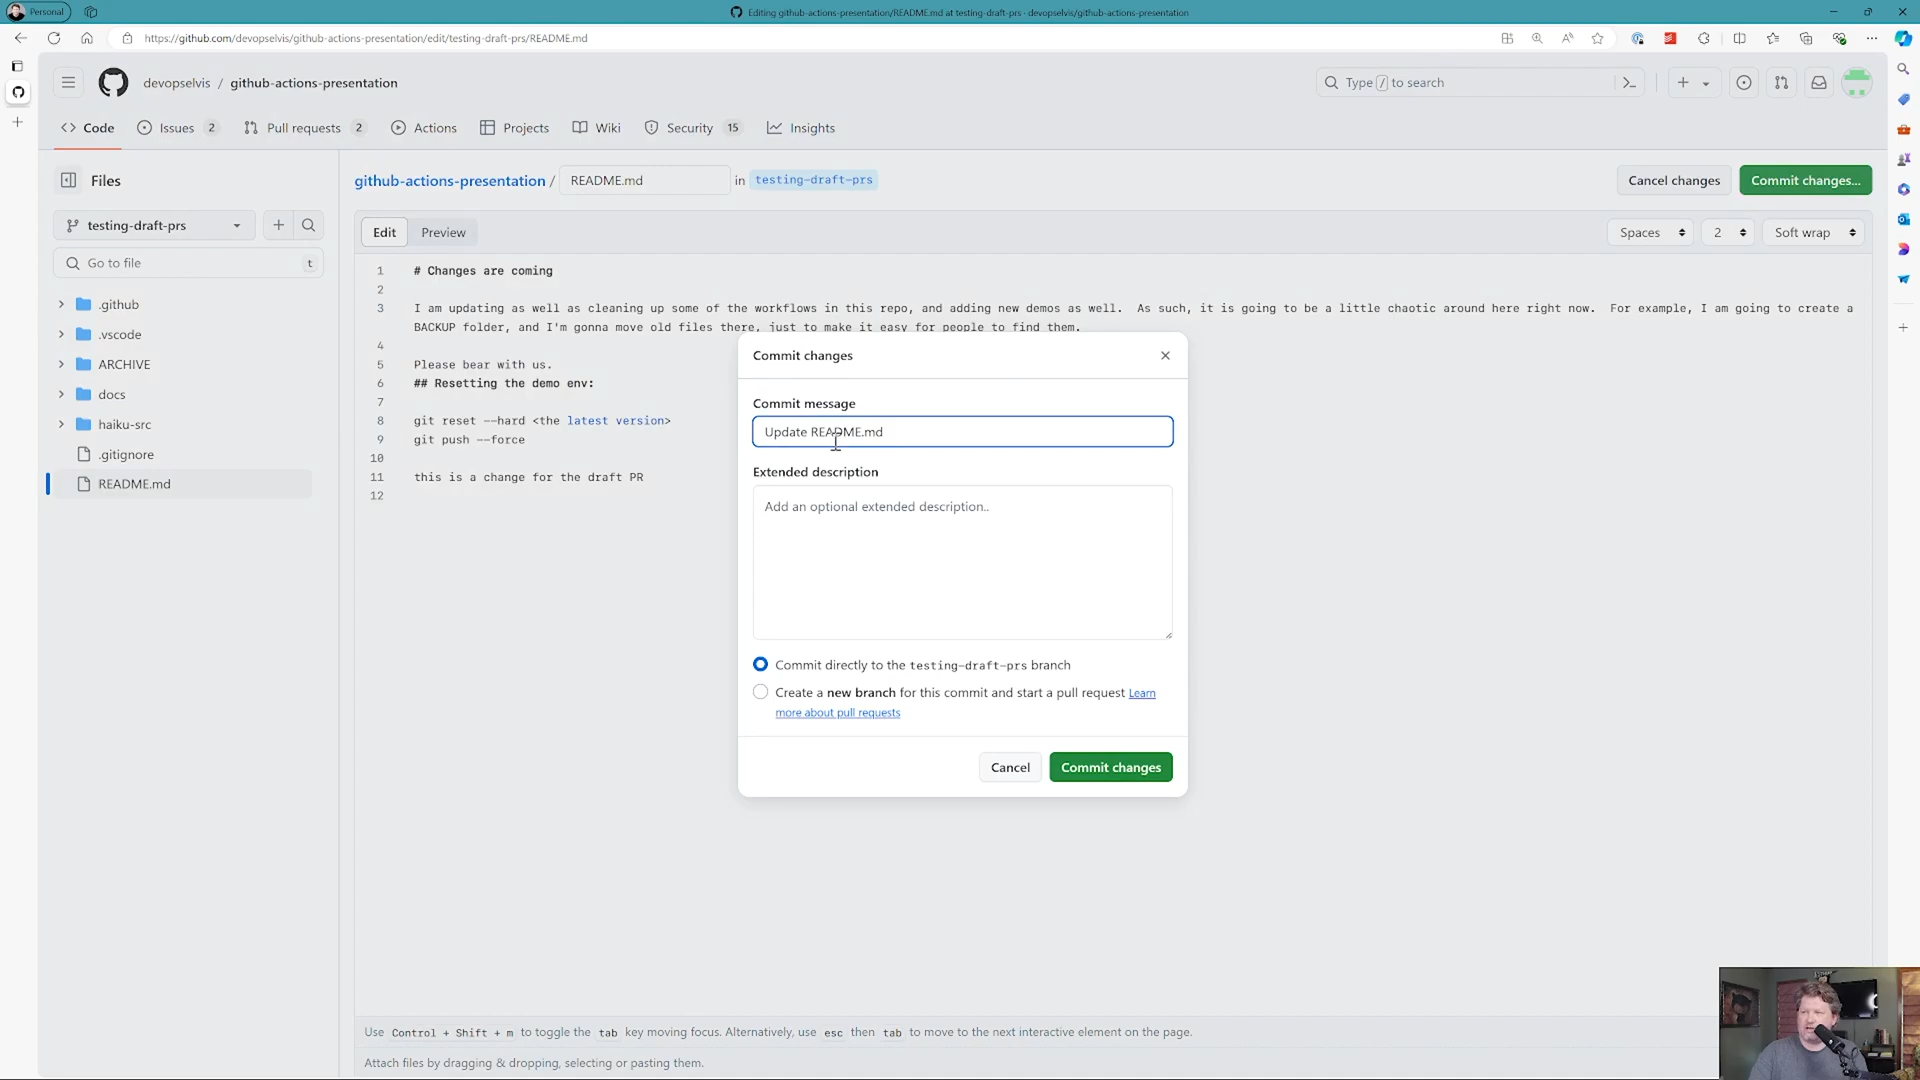 Personal
Editing github-actions-presentation/README.md at testing-draft-prs · devopselvis/github-actions-presentation
https://github.com/devopselvis/github-actions-presentation/edit/testing-draft-prs/README.md
devopselvis / github-actions-presentation
Type / to search
Code
Issues 2
Pull requests 2
Actions
Projects
Wiki
Security 15
Insights
Files
github-actions-presentation / README.md in testing-draft-prs
Cancel changes
Commit changes...
testing-draft-prs
Edit
Preview
Spaces
2
Soft wrap
Go to file
t
.github
.vscode
ARCHIVE
docs
haiku-src
.gitignore
README.md
1 # Changes are coming
2
3 I am updating as well as cleaning up some of the workflows in this repo, and adding new demos as well. As such, it is going to be a little chaotic around here right now. For example, I am going to create a
BACKUP folder, and I'm gonna move old files there, just to make it easy for people to find them.
4
5 Please bear with us.
6 ## Resetting the demo env:
7
8 git reset --hard <the latest version>
9 git push --force
10
11 this is a change for the draft PR
12
Commit changes
Commit message
Update README.md
Extended description
Add an optional extended description..
Commit directly to the testing-draft-prs branch
Create a new branch for this commit and start a pull request Learn
more about pull requests
Cancel
Commit changes
Use Control + Shift + m to toggle the tab key moving focus. Alternatively, use esc then tab to move to the next interactive element on the page.
Attach files by dragging & dropping, selecting or pasting them.